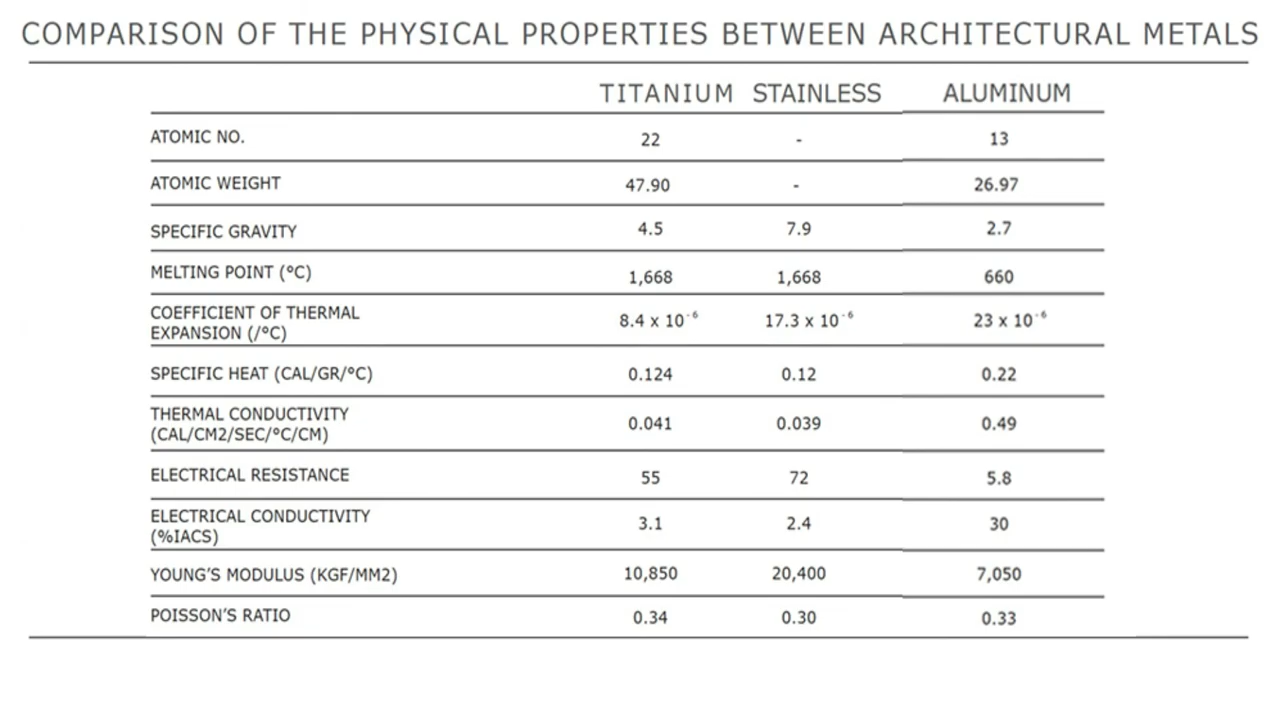 COMPARISON OF THE PHYSICAL PROPERTIES BETWEEN ARCHITECTURAL METALS
TITANIUM STAINLESS ALUMINUM
ATOMIC NO. 22 - 13
ATOMIC WEIGHT 47.90 - 26.97
SPECIFIC GRAVITY 4.5 7.9 2.7
MELTING POINT (°C) 1,668 1,668 660
COEFFICIENT OF THERMAL
EXPANSION (/°C) 8.4 x 10⁻⁶ 17.3 x 10⁻⁶ 23 x 10⁻⁶
SPECIFIC HEAT (CAL/GR/°C) 0.124 0.12 0.22
THERMAL CONDUCTIVITY
(CAL/CM2/SEC/°C/CM) 0.041 0.039 0.49
ELECTRICAL RESISTANCE 55 72 5.8
ELECTRICAL CONDUCTIVITY
(%IACS) 3.1 2.4 30
YOUNG'S MODULUS (KGF/MM2) 10,850 20,400 7,050
POISSON'S RATIO 0.34 0.30 0.33